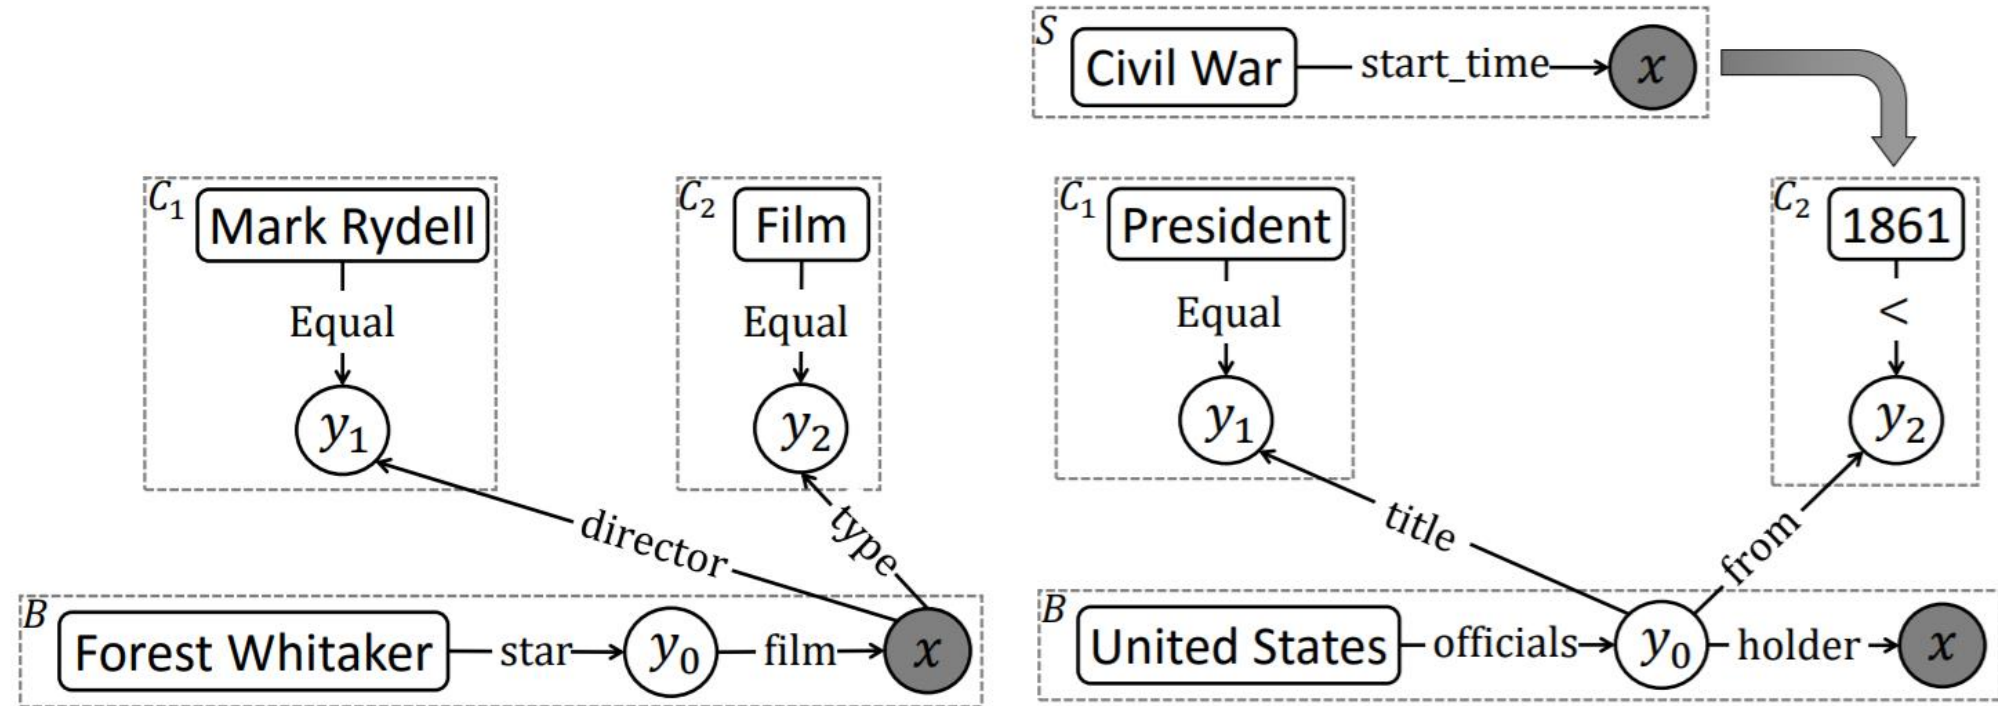 S
Civil War
start_time
x
C₁
Mark Rydell
Equal
y₁
C₂
Film
Equal
y₂
director
type
B
Forest Whitaker
star
y₀
film
x
C₁
President
Equal
y₁
C₂
1861
<
y₂
title
from
B
United States
officials
y₀
holder
x